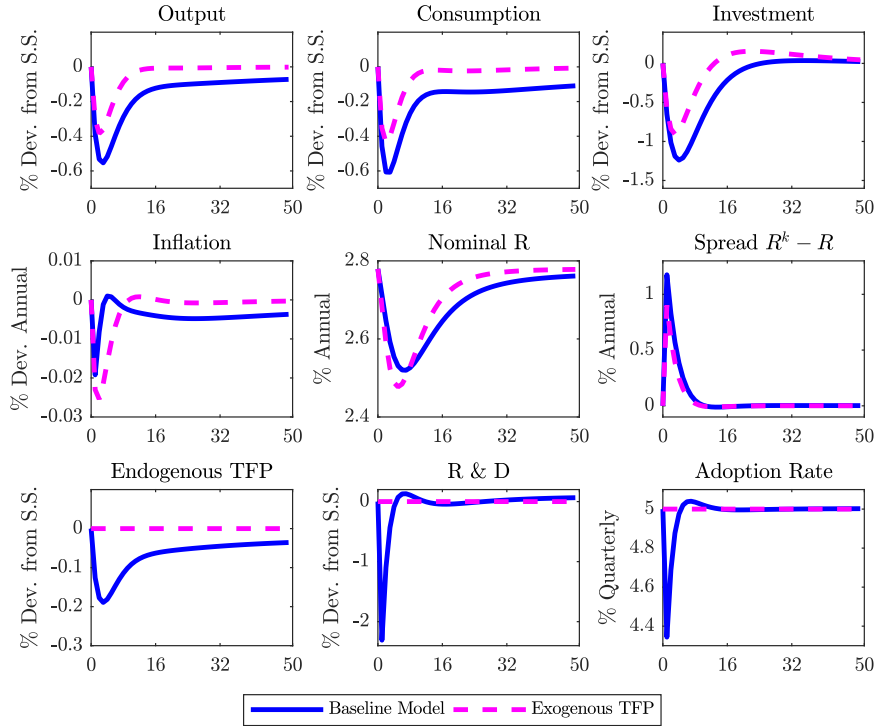 Output
% Dev. from S.S.
0
-0.2
-0.4
-0.6
0 16 32 50
Consumption
% Dev. from S.S.
0
-0.2
-0.4
-0.6
0 16 32 50
Investment
% Dev. from S.S.
0
-0.5
-1
-1.5
0 16 32 50
Inflation
% Dev. Annual
0.01
0
-0.01
-0.02
-0.03
0 16 32 50
Nominal R
% Annual
2.8
2.6
2.4
0 16 32 50
Spread R^k − R
% Annual
1
0.5
0
0 16 32 50
Endogenous TFP
% Dev. from S.S.
0
-0.1
-0.2
-0.3
0 16 32 50
R & D
% Dev. from S.S.
0
-1
-2
0 16 32 50
Adoption Rate
% Quarterly
5
4.8
4.6
4.4
0 16 32 50
Baseline Model Exogenous TFP